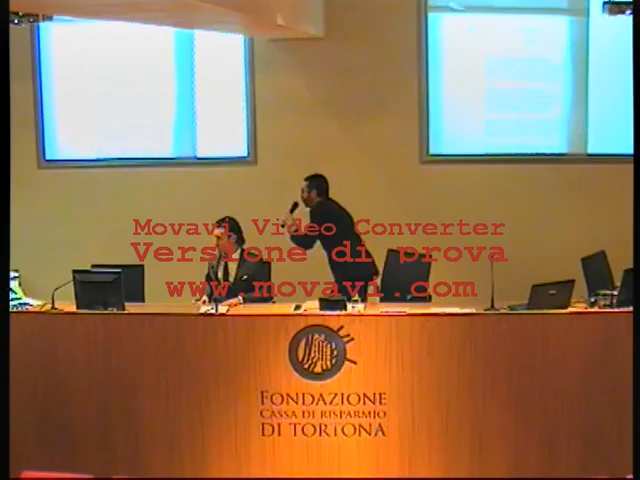 Movavi Video Converter
Versione di prova
www.movavi.com
FONDAZIONE
CASSA DI RISPARMIO
DI TORTONA